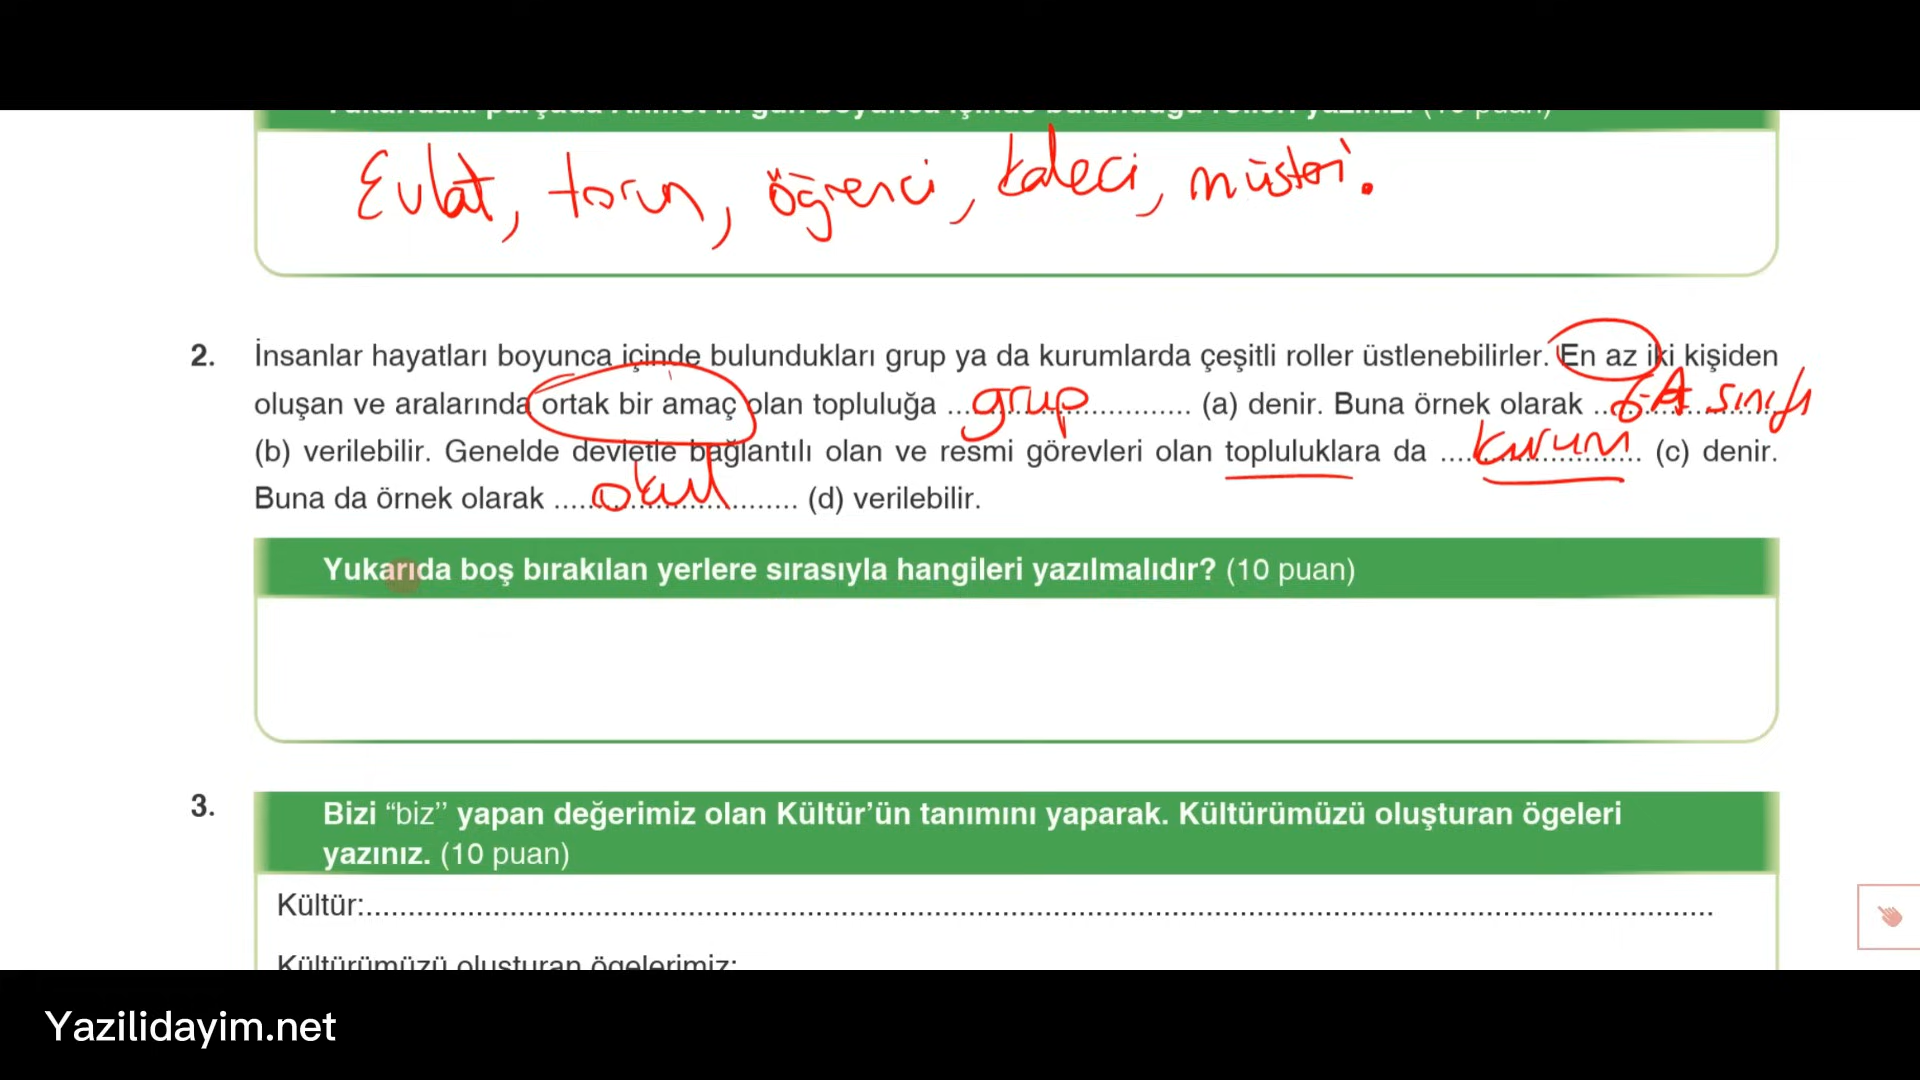 Evlat, torun, öğrenci, kaleci, müşteri.
2. İnsanlar hayatları boyunca içinde bulundukları grup ya da kurumlarda çeşitli roller üstlenebilirler. En az iki kişiden
oluşan ve aralarında ortak bir amaç olan topluluğa ...grup............ (a) denir. Buna örnek olarak ...6-A sınıfı
(b) verilebilir. Genelde devletle bağlantılı olan ve resmi görevleri olan topluluklara da ....kurum.... (c) denir.
Buna da örnek olarak .....okul........ (d) verilebilir.
Yukarıda boş bırakılan yerlere sırasıyla hangileri yazılmalıdır? (10 puan)
3. Bizi “biz’’ yapan değerimiz olan Kültür’ün tanımını yaparak. Kültürümüzü oluşturan ögeleri
yazınız. (10 puan)
Kültür:....................................................................................................
Kültürümüzü oluşturan ögelerimiz:
Yazilidayim.net